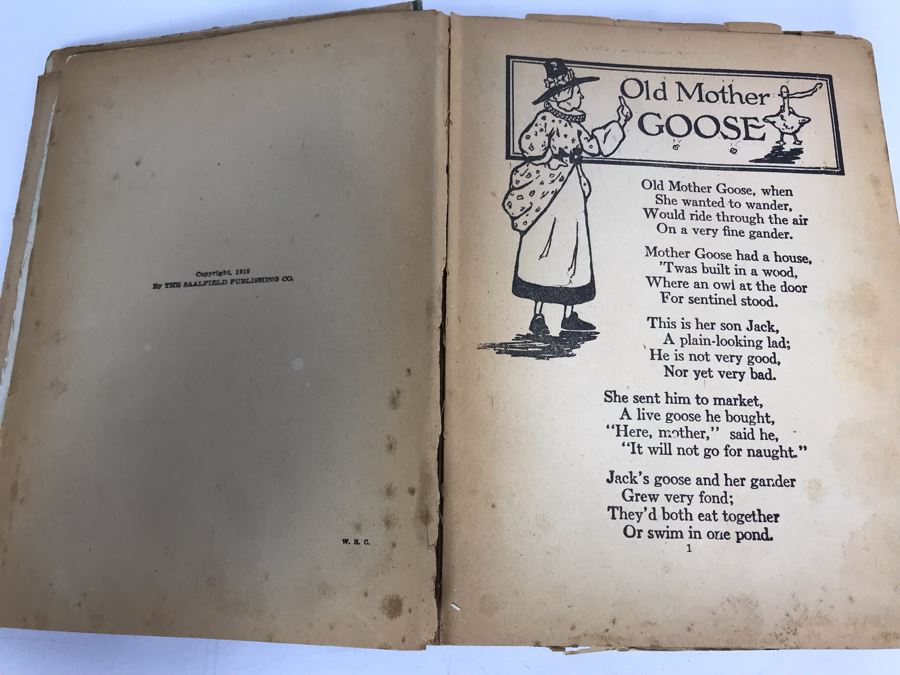 Copyright, 1915
By THE SAALFIELD PUBLISHING CO.
W. B. C.
Old Mother
GOOSE
Old Mother Goose, when
She wanted to wander,
Would ride through the air
On a very fine gander.
Mother Goose had a house,
'Twas built in a wood,
Where an owl at the door
For sentinel stood.
This is her son Jack,
A plain-looking lad;
He is not very good,
Nor yet very bad.
She sent him to market,
A live goose he bought,
"Here, mother," said he,
"It will not go for naught."
Jack's goose and her gander
Grew very fond;
They'd both eat together
Or swim in one pond.
1